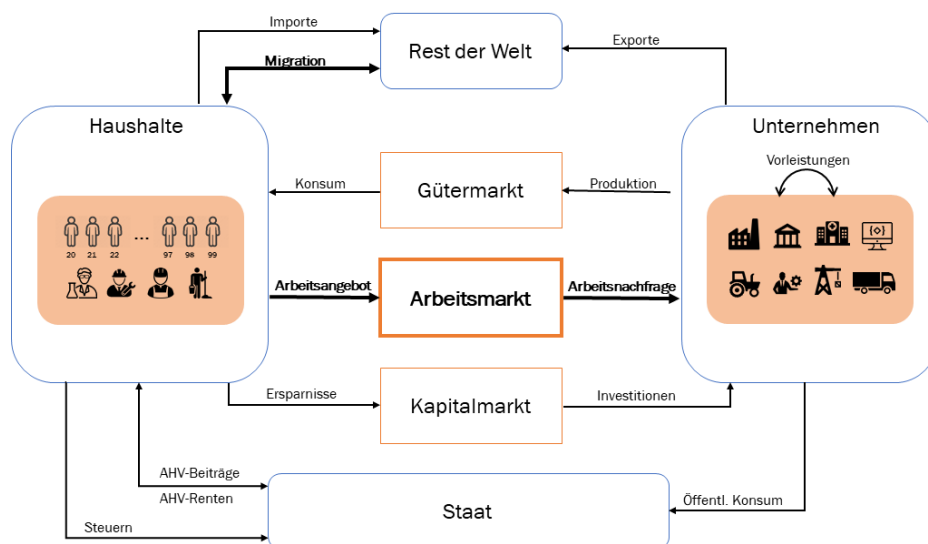 Importe
Rest der Welt
Exporte
Migration
Haushalte
Unternehmen
Vorleistungen
Konsum
Gütermarkt
Produktion
...
20 21 22 97 98 99
Arbeitsangebot
Arbeitsmarkt
Arbeitsnachfrage
Ersparnisse
Kapitalmarkt
Investitionen
AHV-Beiträge
AHV-Renten
Staat
Öffentl. Konsum
Steuern